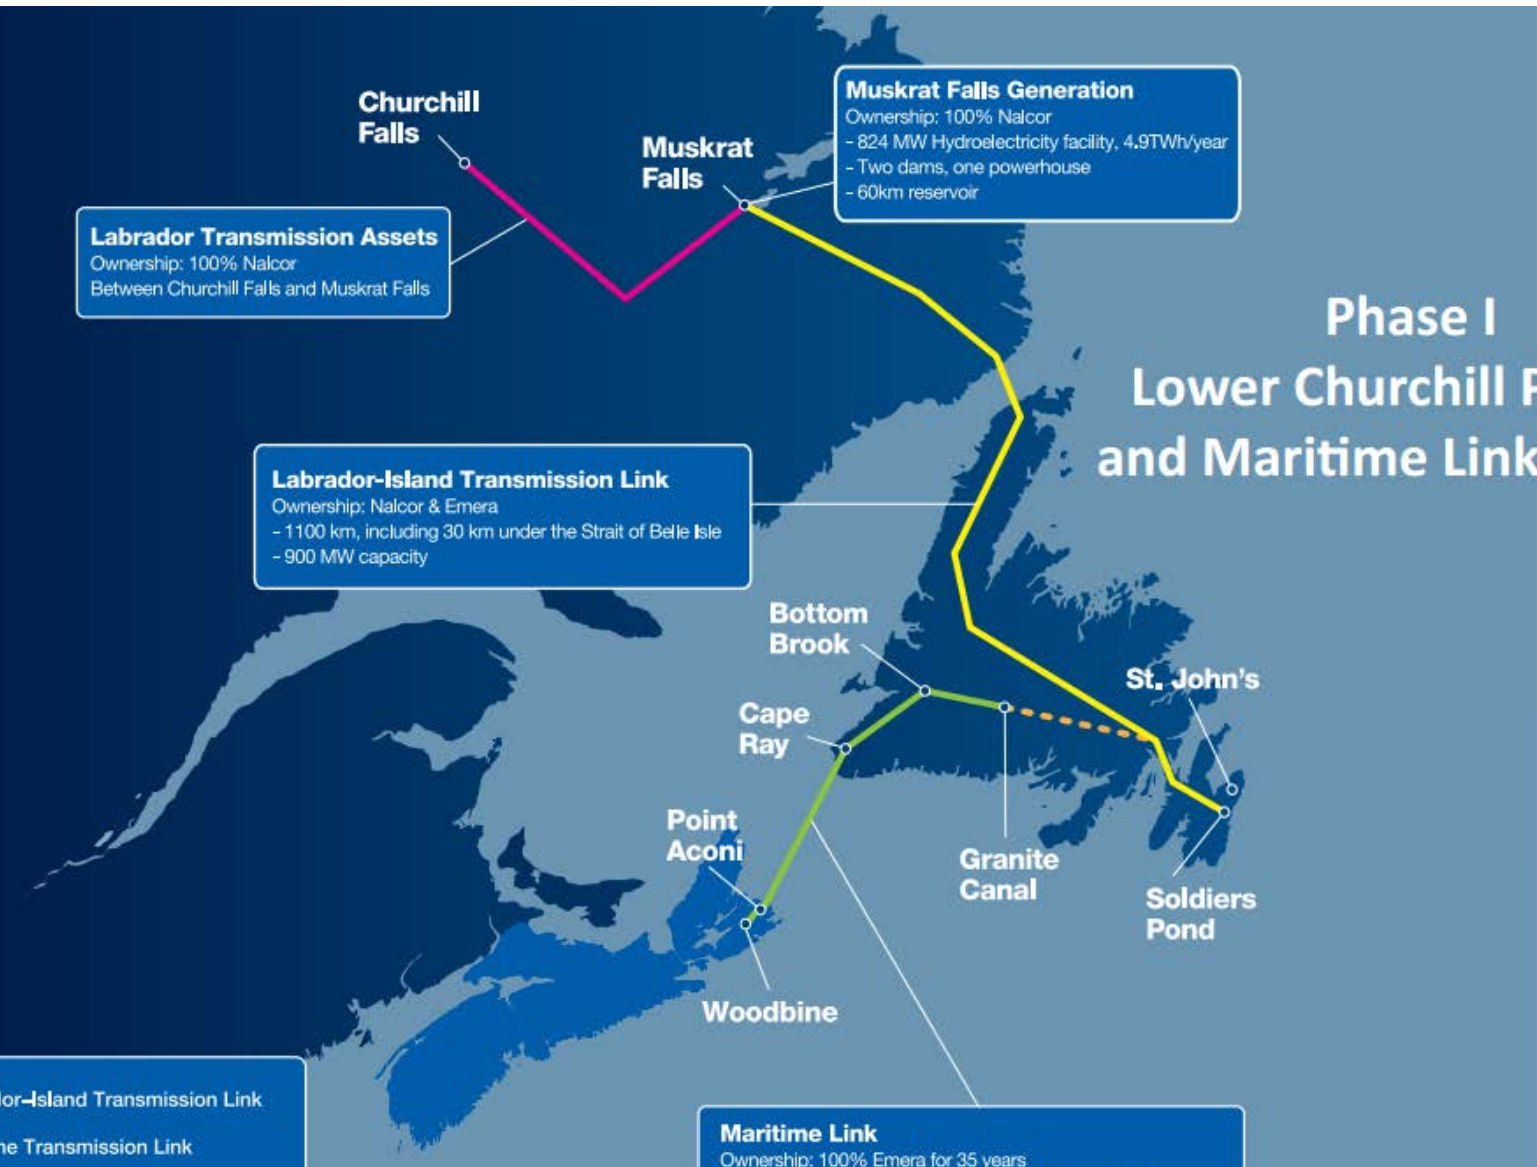 Churchill
Falls
Muskrat
Falls
Muskrat Falls Generation
Ownership: 100% Nalcor
- 824 MW Hydroelectricity facility, 4.9TWh/year
- Two dams, one powerhouse
- 60km reservoir
Labrador Transmission Assets
Ownership: 100% Nalcor
Between Churchill Falls and Muskrat Falls
Phase I
Lower Churchill P
and Maritime Link
Labrador-Island Transmission Link
Ownership: Nalcor & Emera
- 1100 km, including 30 km under the Strait of Belle Isle
- 900 MW capacity
Bottom
Brook
St. John's
Cape
Ray
Point
Aconi
Granite
Canal
Soldiers
Pond
Woodbine
dor-Island Transmission Link
ne Transmission Link
Maritime Link
Ownership: 100% Emera for 35 years